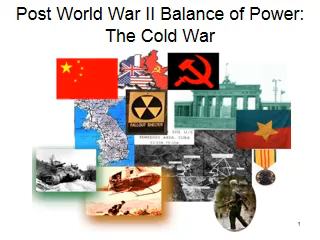 Post World War II Balance of Power:
The Cold War
FALLOUT SHELTER
1